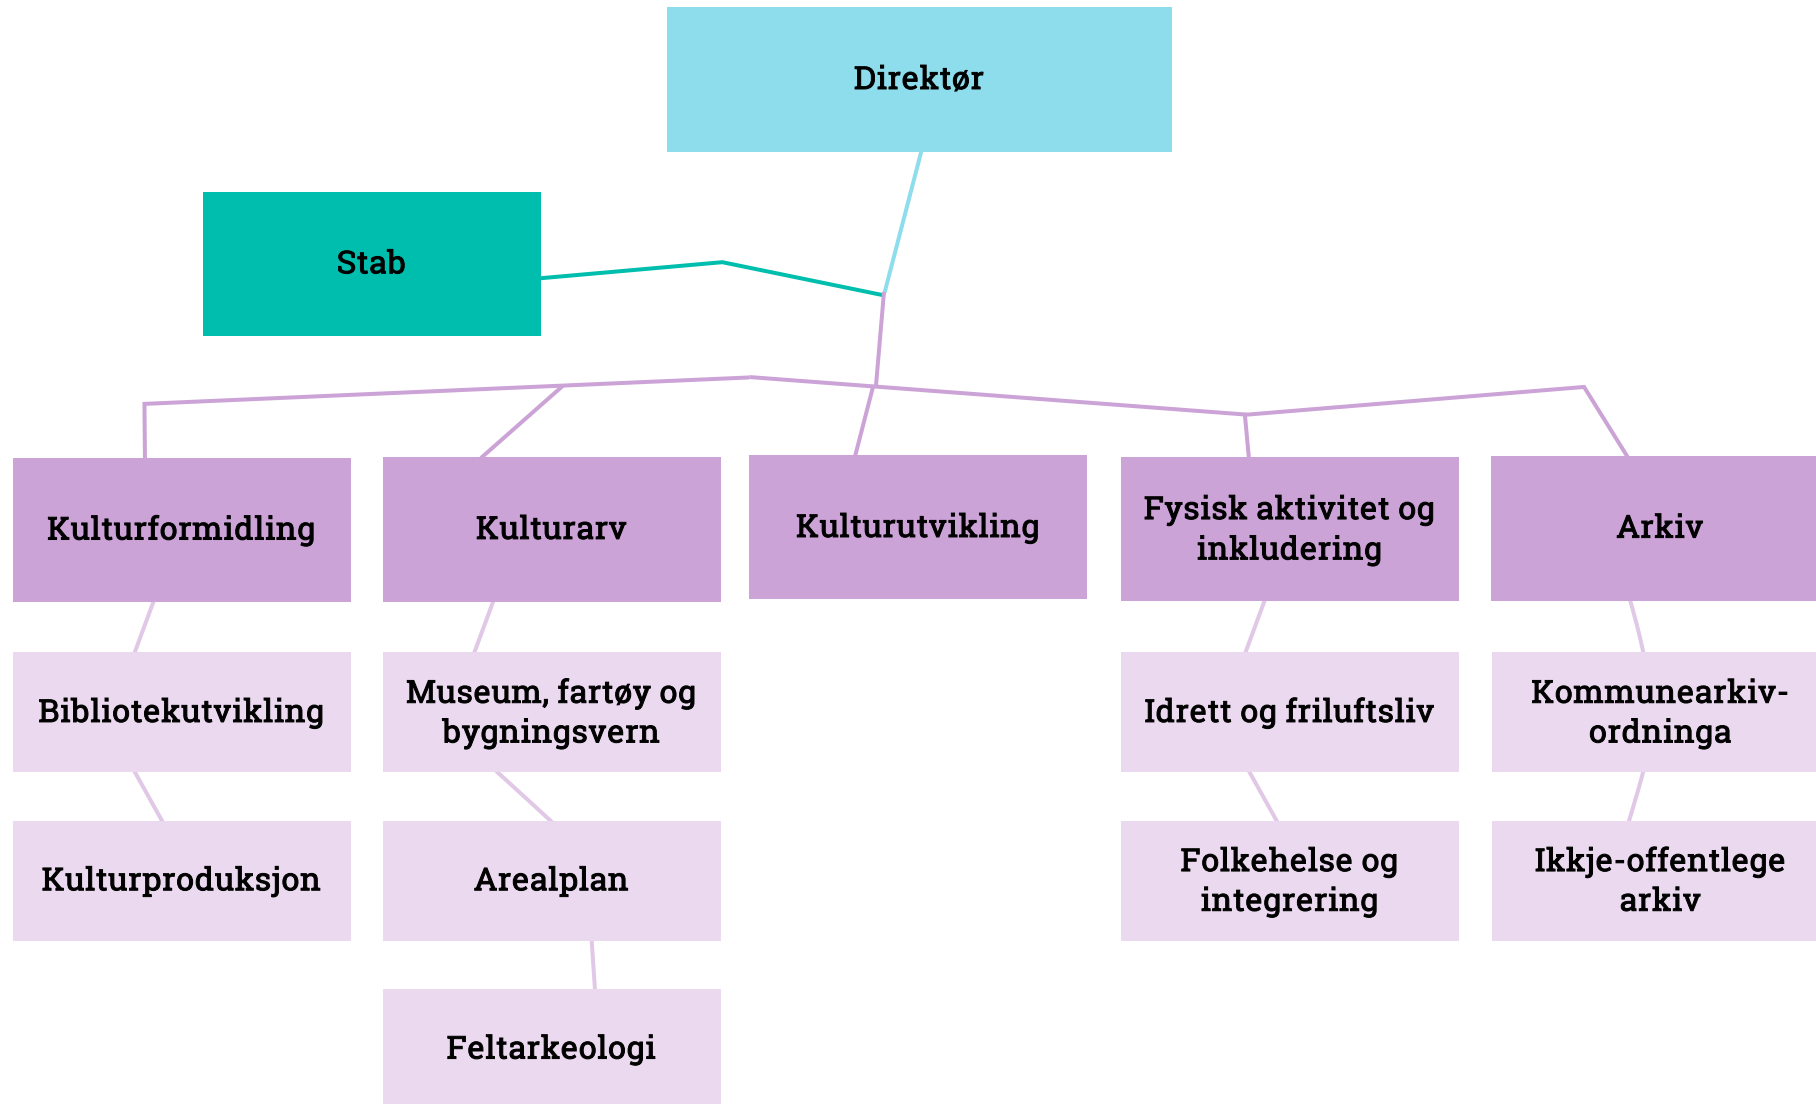 Direktør
Stab
Kulturformidling
Kulturarv
Kulturutvikling
Fysisk aktivitet og
inkludering
Arkiv
Bibliotekutvikling
Museum, fartøy og
bygningsvern
Idrett og friluftsliv
Kommunearkiv-
ordninga
Kulturproduksjon
Arealplan
Folkehelse og
integrering
Ikkje-offentlege
arkiv
Feltarkeologi